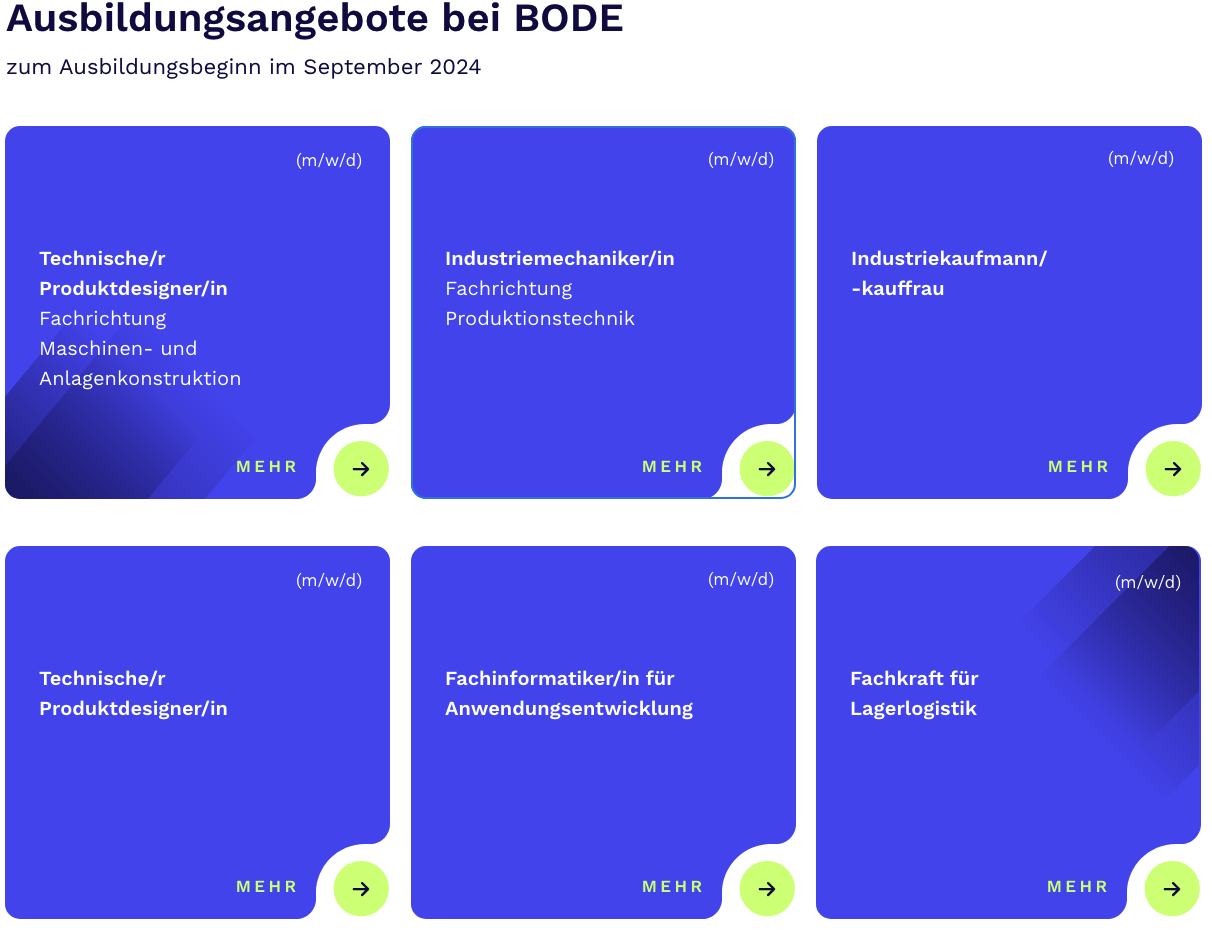 Ausbildungsangebote bei BODE
zum Ausbildungsbeginn im September 2024
(m/w/d)
Technische/r
Produktdesigner/in
Fachrichtung
Maschinen- und
Anlagenkonstruktion
MEHR
(m/w/d)
Industriemechaniker/in
Fachrichtung
Produktionstechnik
MEHR
(m/w/d)
Industriekaufmann/
-kauffrau
MEHR
(m/w/d)
Technische/r
Produktdesigner/in
MEHR
(m/w/d)
Fachinformatiker/in für
Anwendungsentwicklung
MEHR
(m/w/d)
Fachkraft für
Lagerlogistik
MEHR